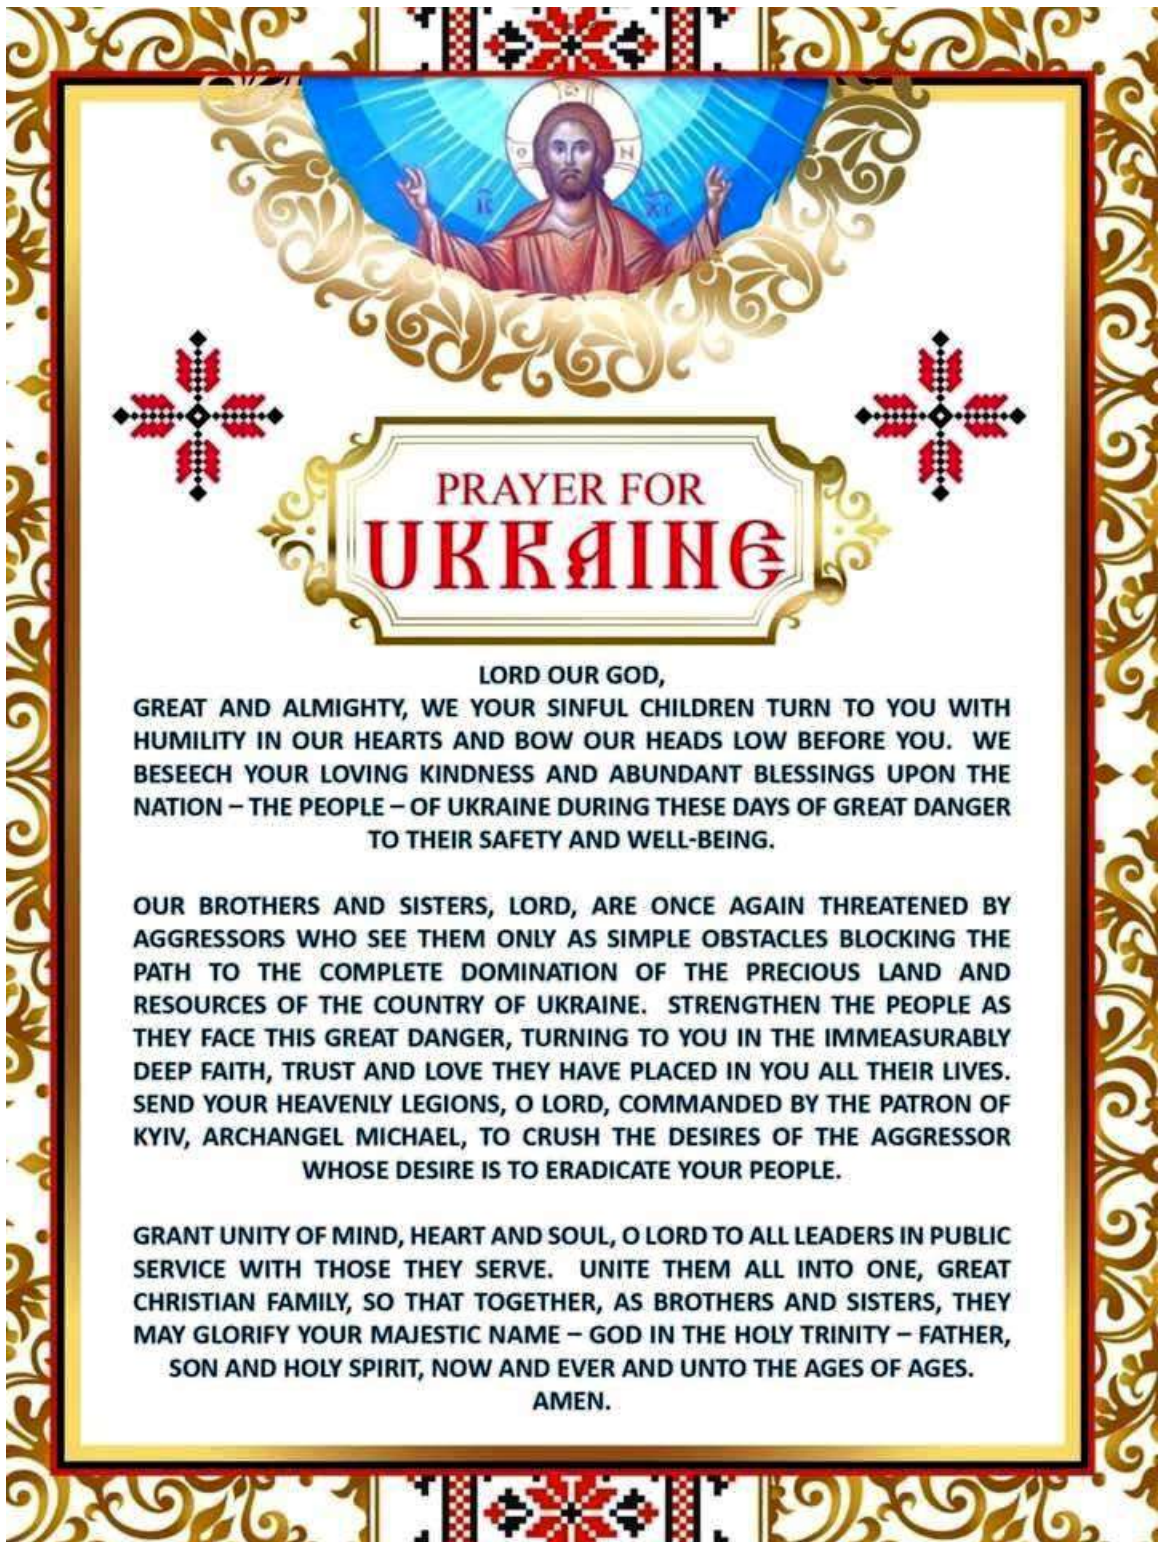 PRAYER FOR
UKRAINE
LORD OUR GOD,
GREAT AND ALMIGHTY, WE YOUR SINFUL CHILDREN TURN TO YOU WITH
HUMILITY IN OUR HEARTS AND BOW OUR HEADS LOW BEFORE YOU. WE
BESEECH YOUR LOVING KINDNESS AND ABUNDANT BLESSINGS UPON THE
NATION – THE PEOPLE – OF UKRAINE DURING THESE DAYS OF GREAT DANGER
TO THEIR SAFETY AND WELL-BEING.
OUR BROTHERS AND SISTERS, LORD, ARE ONCE AGAIN THREATENED BY
AGGRESSORS WHO SEE THEM ONLY AS SIMPLE OBSTACLES BLOCKING THE
PATH TO THE COMPLETE DOMINATION OF THE PRECIOUS LAND AND
RESOURCES OF THE COUNTRY OF UKRAINE. STRENGTHEN THE PEOPLE AS
THEY FACE THIS GREAT DANGER, TURNING TO YOU IN THE IMMEASURABLY
DEEP FAITH, TRUST AND LOVE THEY HAVE PLACED IN YOU ALL THEIR LIVES.
SEND YOUR HEAVENLY LEGIONS, O LORD, COMMANDED BY THE PATRON OF
KYIV, ARCHANGEL MICHAEL, TO CRUSH THE DESIRES OF THE AGGRESSOR
WHOSE DESIRE IS TO ERADICATE YOUR PEOPLE.
GRANT UNITY OF MIND, HEART AND SOUL, O LORD TO ALL LEADERS IN PUBLIC
SERVICE WITH THOSE THEY SERVE. UNITE THEM ALL INTO ONE, GREAT
CHRISTIAN FAMILY, SO THAT TOGETHER, AS BROTHERS AND SISTERS, THEY
MAY GLORIFY YOUR MAJESTIC NAME – GOD IN THE HOLY TRINITY – FATHER,
SON AND HOLY SPIRIT, NOW AND EVER AND UNTO THE AGES OF AGES.
AMEN.